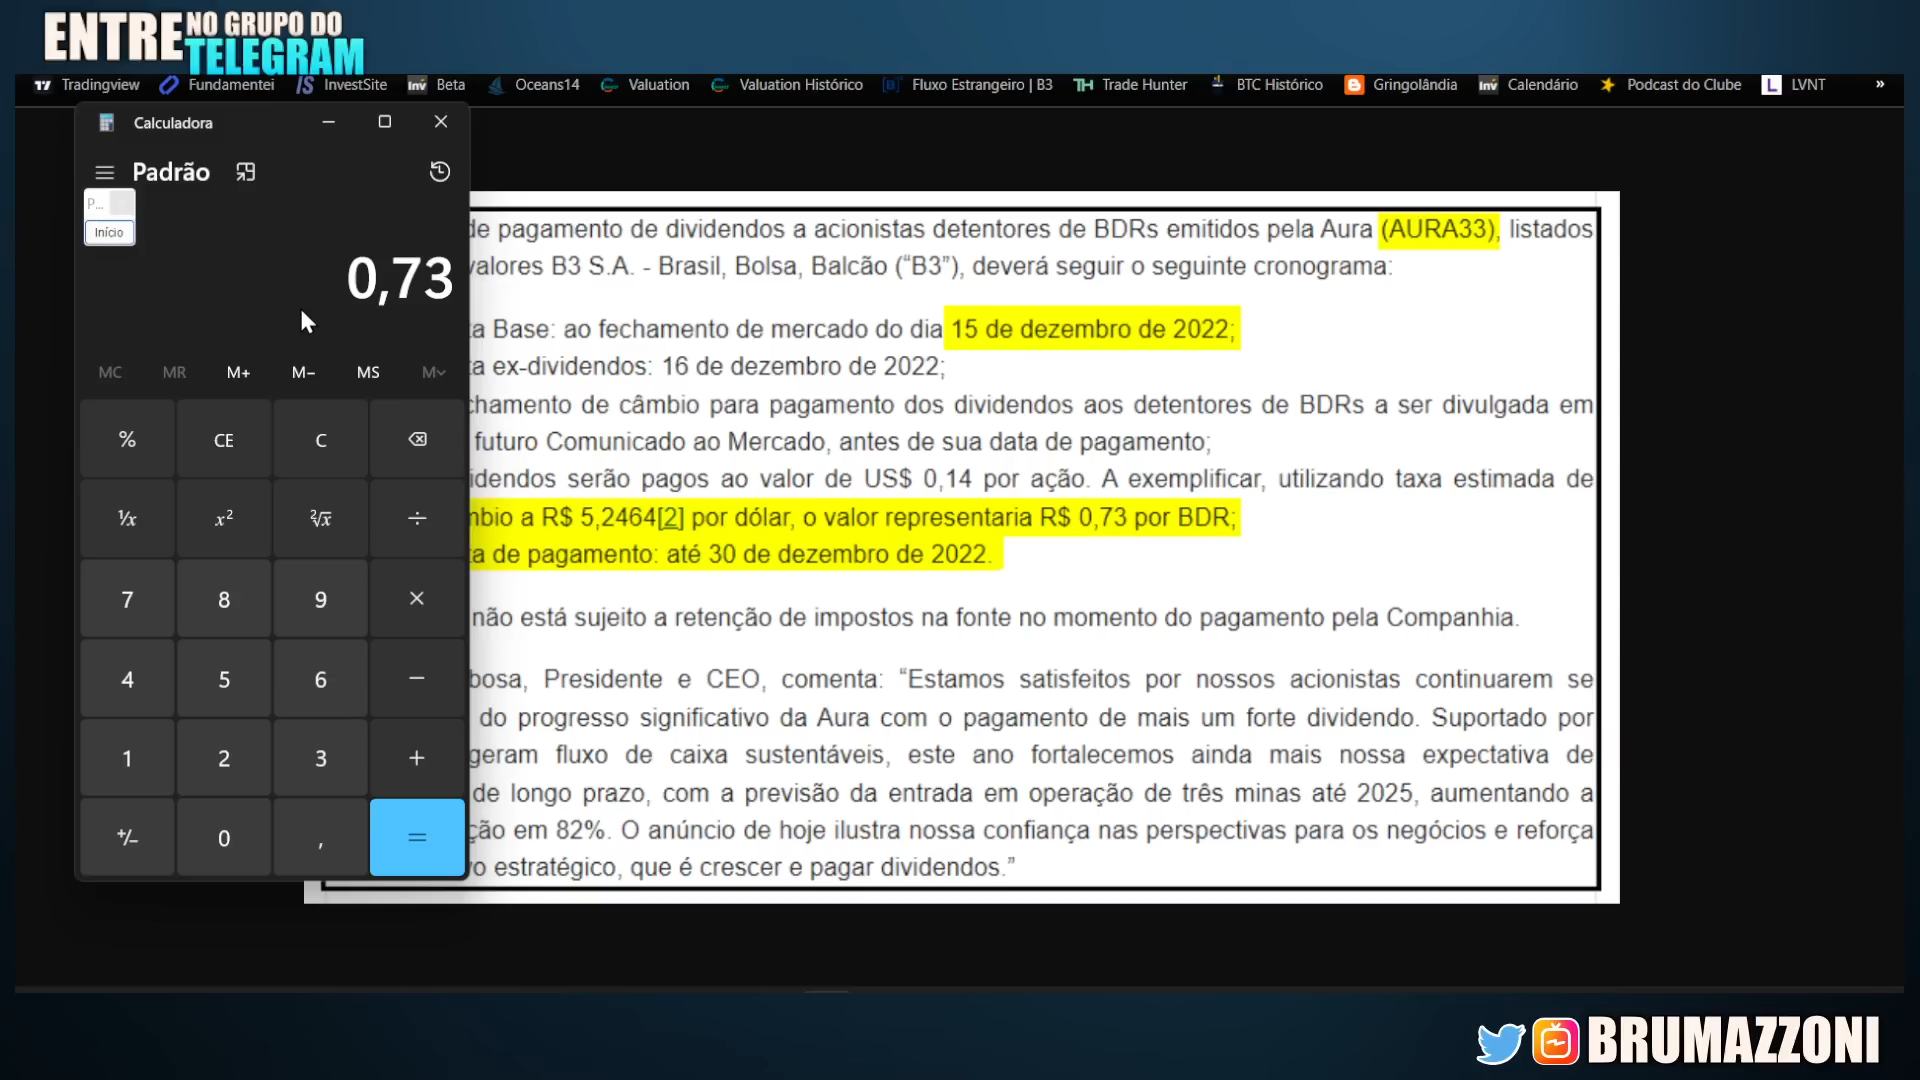 ENTRE NO GRUPO DO
TELEGRAM
Tradingview Fundamentei InvestSite Inv Beta Oceans14 Valuation Valuation Histórico Fluxo Estrangeiro | B3 TH Trade Hunter BTC Histórico Gringolândia Inv Calendário Podcast do Clube L LVNT »
Calculadora
Padrão
P...
Início
0,73
MC MR M+ M− MS M˅
% CE C ⌫
¹⁄x x² ²√x ÷
7 8 9 ×
4 5 6 −
1 2 3 +
+/− 0 , =
de pagamento de dividendos a acionistas detentores de BDRs emitidos pela Aura (AURA33), listados
valores B3 S.A. - Brasil, Bolsa, Balcão (“B3”), deverá seguir o seguinte cronograma:
ta Base: ao fechamento de mercado do dia 15 de dezembro de 2022;
ta ex-dividendos: 16 de dezembro de 2022;
chamento de câmbio para pagamento dos dividendos aos detentores de BDRs a ser divulgada em
futuro Comunicado ao Mercado, antes de sua data de pagamento;
idendos serão pagos ao valor de US$ 0,14 por ação. A exemplificar, utilizando taxa estimada de
nbio a R$ 5,2464[2] por dólar, o valor representaria R$ 0,73 por BDR;
ta de pagamento: até 30 de dezembro de 2022.
não está sujeito a retenção de impostos na fonte no momento do pagamento pela Companhia.
bosa, Presidente e CEO, comenta: “Estamos satisfeitos por nossos acionistas continuarem se
do progresso significativo da Aura com o pagamento de mais um forte dividendo. Suportado por
geram fluxo de caixa sustentáveis, este ano fortalecemos ainda mais nossa expectativa de
de longo prazo, com a previsão da entrada em operação de três minas até 2025, aumentando a
ção em 82%. O anúncio de hoje ilustra nossa confiança nas perspectivas para os negócios e reforça
o estratégico, que é crescer e pagar dividendos.”
BRUMAZZONI